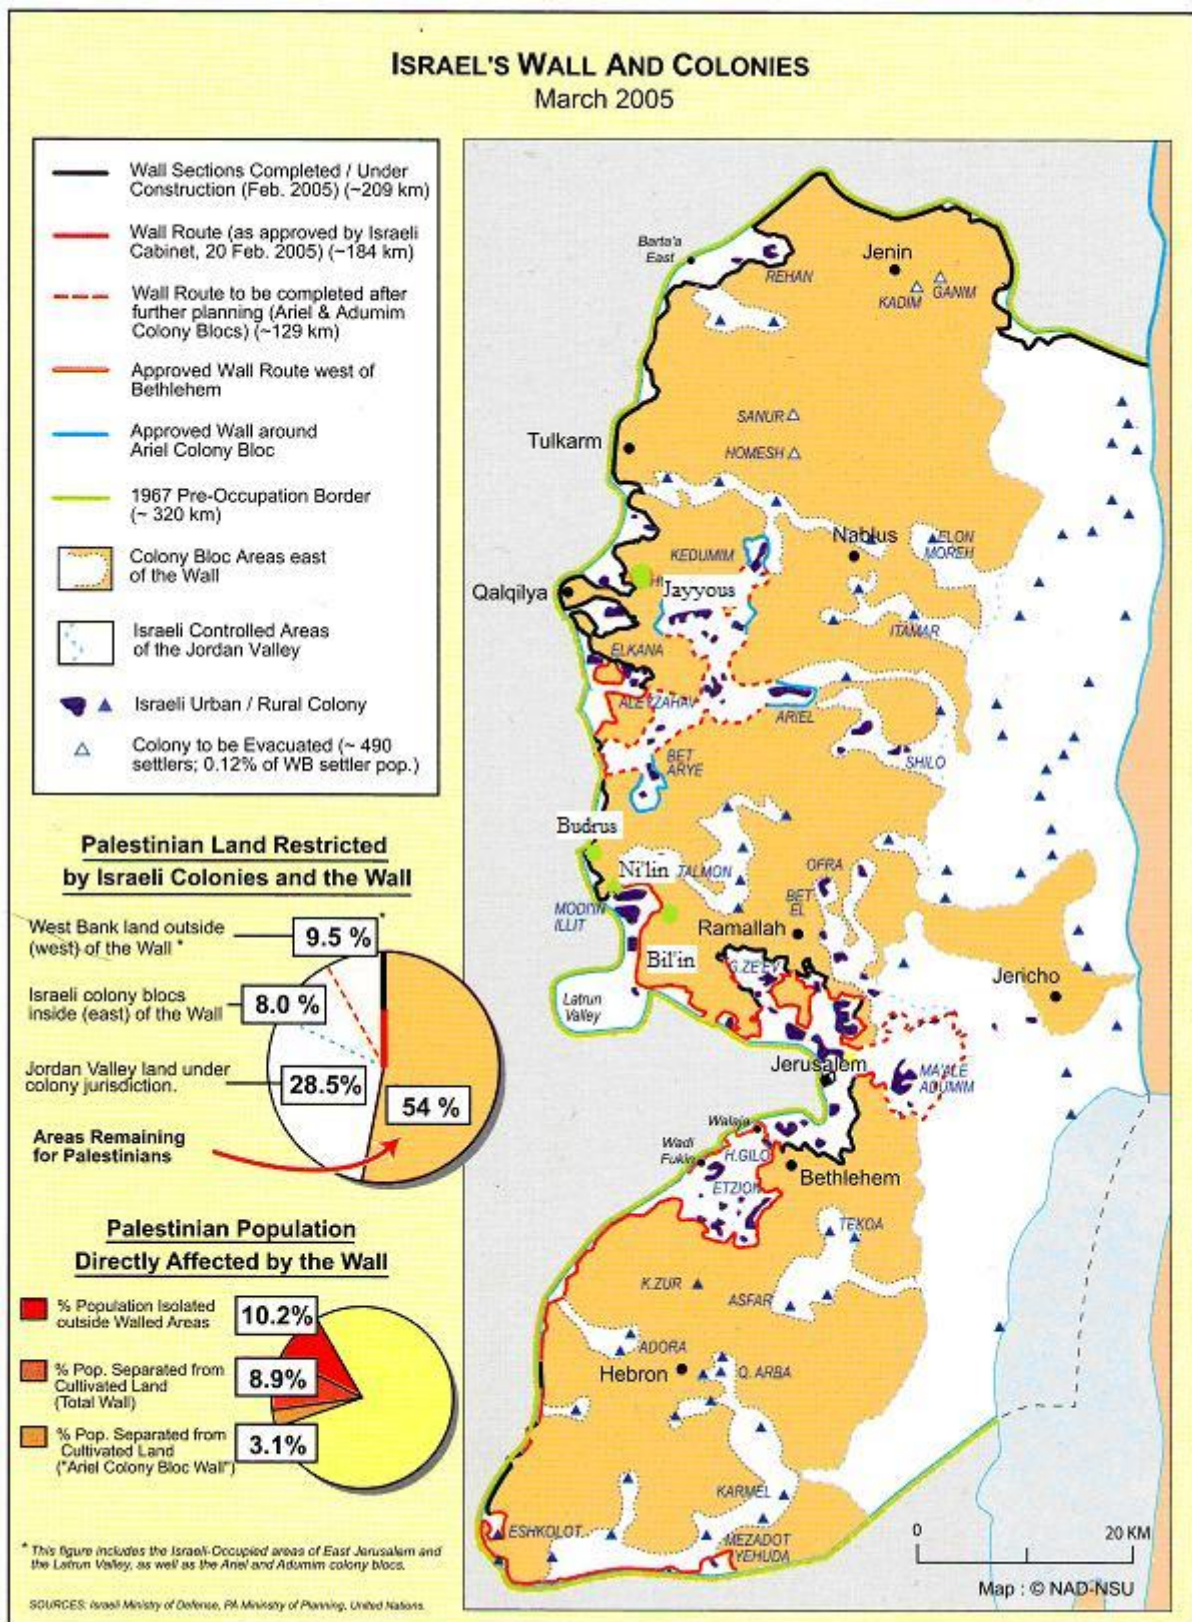 ISRAEL'S WALL AND COLONIES
March 2005
Wall Sections Completed / Under
Construction (Feb. 2005) (~209 km)
Wall Route (as approved by Israeli
Cabinet, 20 Feb. 2005) (~184 km)
Wall Route to be completed after
further planning (Ariel & Adumim
Colony Blocs) (~129 km)
Approved Wall Route west of
Bethlehem
Approved Wall around
Ariel Colony Bloc
1967 Pre-Occupation Border
(~ 320 km)
Colony Bloc Areas east
of the Wall
Israeli Controlled Areas
of the Jordan Valley
Israeli Urban / Rural Colony
Colony to be Evacuated (~ 490
settlers; 0.12% of WB settler pop.)
Palestinian Land Restricted
by Israeli Colonies and the Wall
West Bank land outside
(west) of the Wall *
9.5 %
*
Israeli colony blocs
inside (east) of the Wall
8.0 %
Jordan Valley land under
colony jurisdiction.
28.5%
54 %
Areas Remaining
for Palestinians
Palestinian Population
Directly Affected by the Wall
% Population Isolated
outside Walled Areas
10.2%
% Pop. Separated from
Cultivated Land
(Total Wall)
8.9%
% Pop. Separated from
Cultivated Land
("Ariel Colony Bloc Wall")
3.1%
* This figure includes the Israeli-Occupied areas of East Jerusalem and
the Latrun Valley, as well as the Ariel and Adumim colony blocs.
SOURCES: Israeli Ministry of Defense, PA Mininstry of Planning, United Nations.
Barta'a
East
REHAN
Jenin
KADIM
GANIM
SANUR
Tulkarm
HOMESH
Nablus
ELON
MOREH
KEDUMIM
Qalqilya
Jayyous
ITAMAR
ELKANA
ALEI ZAHAV
ARIEL
SHILO
BET
ARYE
Budrus
Ni'lin
TALMON
OFRA
BET
EL
MODI'IN
ILLIT
Ramallah
Bil'in
G.ZE'EV
Jericho
Latrun
Valley
Jerusalem
MA'ALE
ADUMIM
Walaja
Wadi
Fukin
H.GILO
Bethlehem
ETZION
TEKOA
K.ZUR
ASFAR
ADORA
Hebron
Q. ARBA
KARMEL
ESHKOLOT
MEZADOT
YEHUDA
0
20 KM
Map : © NAD-NSU